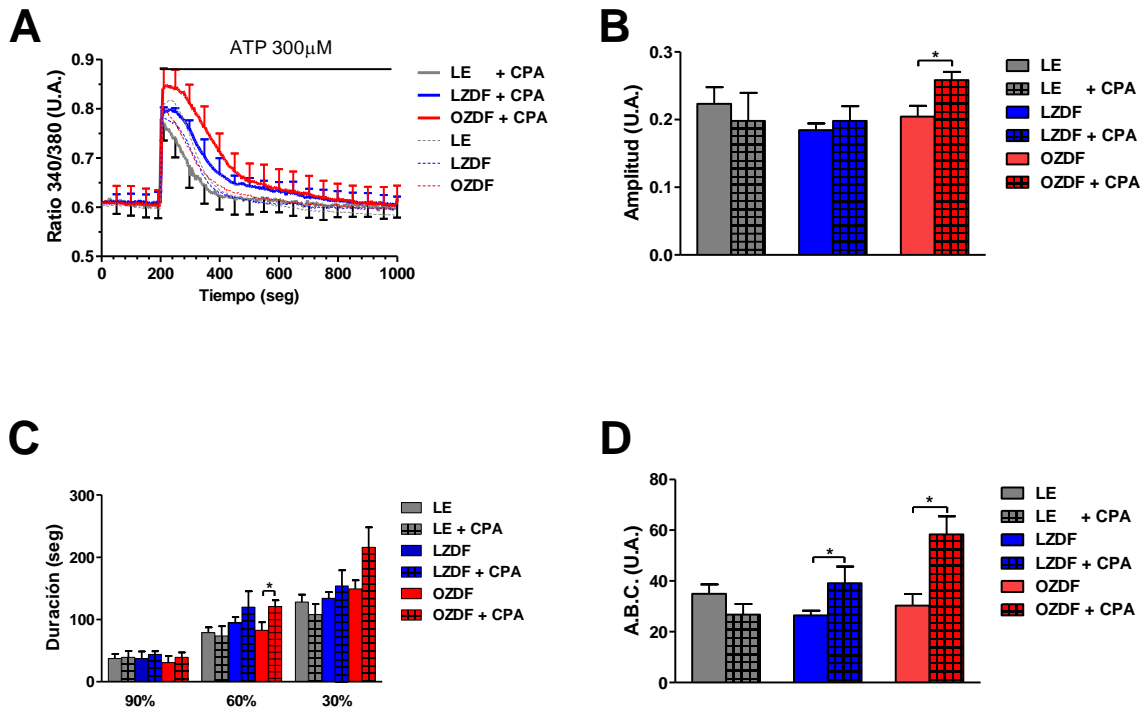 A
ATP 300µM
Ratio 340/380 (U.A.)
0.9
0.8
0.7
0.6
0.5
0
200
400
600
800
1000
Tiempo (seg)
LE + CPA
LZDF + CPA
OZDF + CPA
LE
LZDF
OZDF
B
Amplitud (U.A.)
0.3
0.2
0.1
0.0
*
LE
LE + CPA
LZDF
LZDF + CPA
OZDF
OZDF + CPA
C
Duración (seg)
300
200
100
0
*
90%
60%
30%
LE
LE + CPA
LZDF
LZDF + CPA
OZDF
OZDF + CPA
D
A.B.C. (U.A.)
80
60
40
20
0
*
*
LE
LE + CPA
LZDF
LZDF + CPA
OZDF
OZDF + CPA